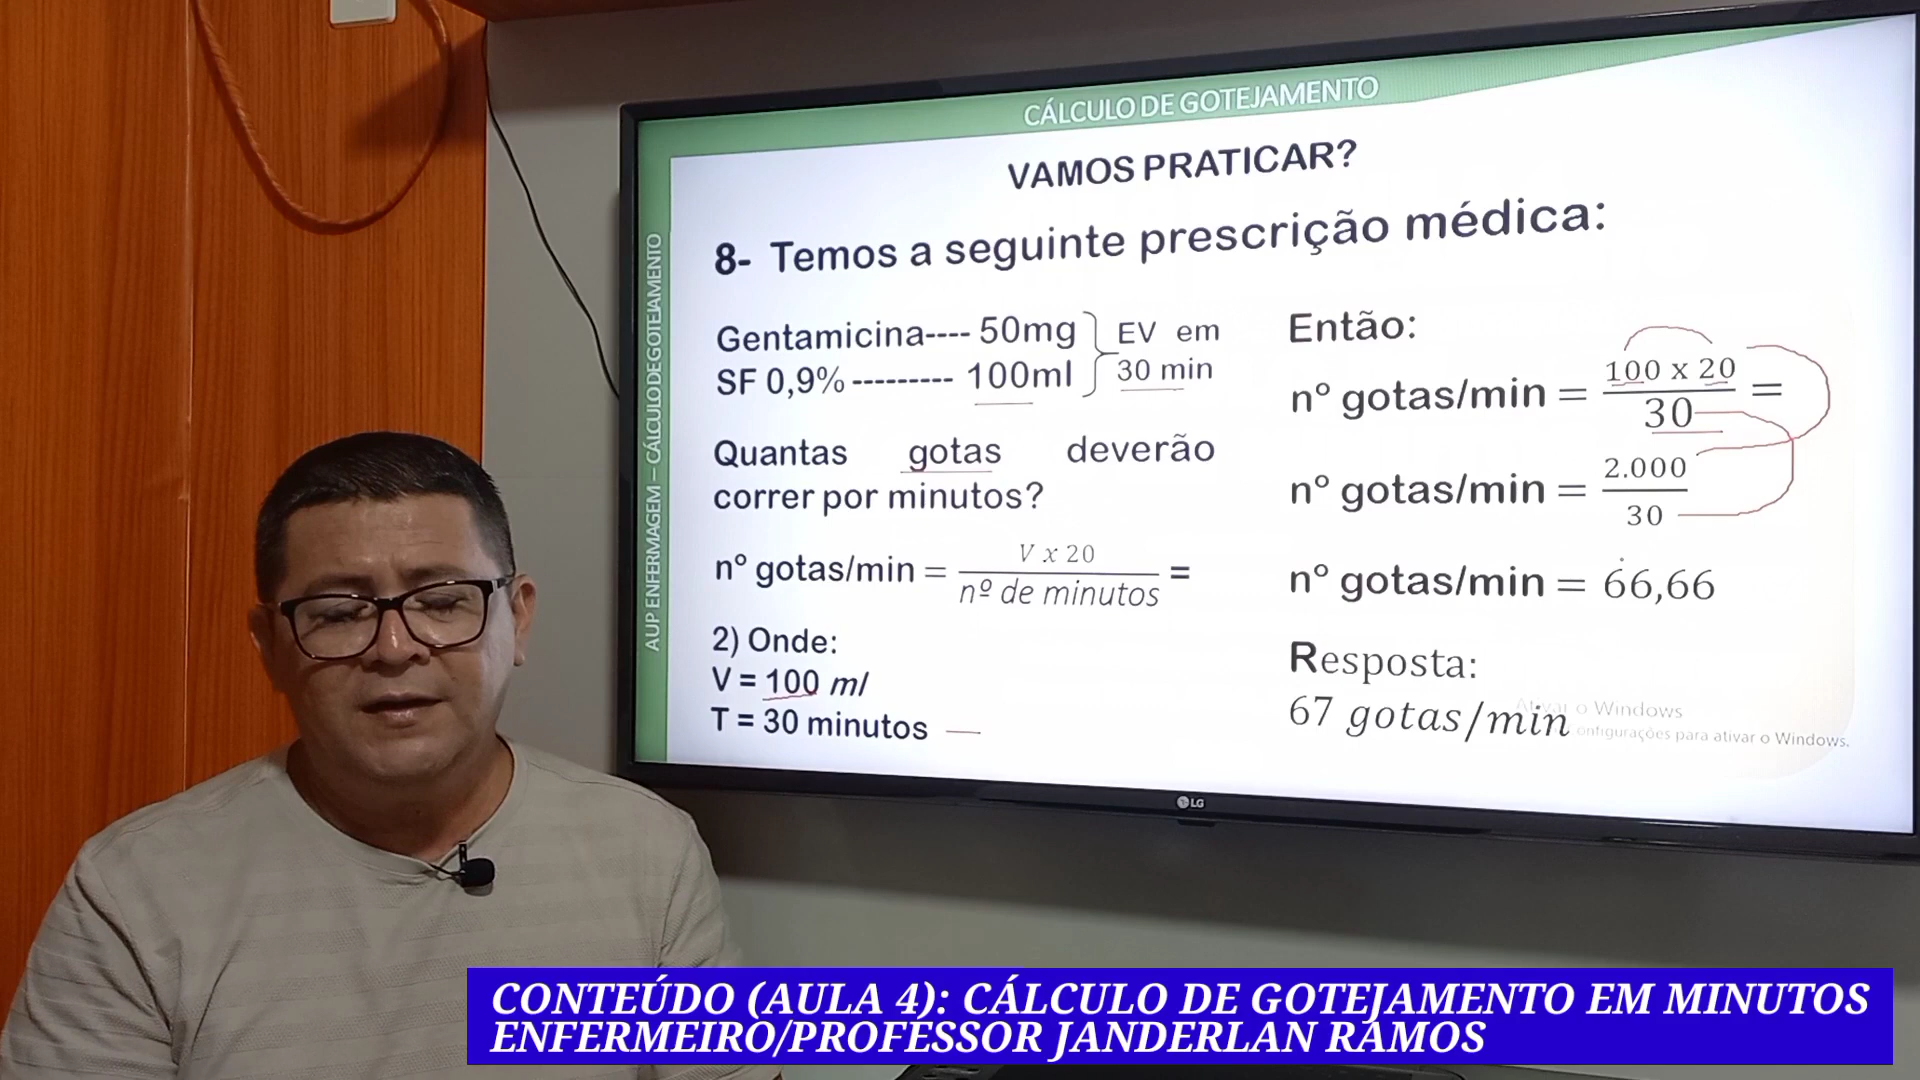 CÁLCULO DE GOTEJAMENTO
AUP ENFERMAGEM – CÁLCULO DE GOTEJAMENTO
VAMOS PRATICAR?
8- Temos a seguinte prescrição médica:
Gentamicina---- 50mg
SF 0,9% --------- 100ml
EV em
30 min
Quantas gotas deverão
correr por minutos?
nº gotas/min = V x 20 / nº de minutos =
2) Onde:
V = 100 ml
T = 30 minutos
Então:
nº gotas/min = 100 x 20 / 30 =
nº gotas/min = 2.000 / 30
nº gotas/min = 66,66
Resposta:
67 gotas/min
o Windows
para ativar o Windows.
LG
CONTEÚDO (AULA 4): CÁLCULO DE GOTEJAMENTO EM MINUTOS
ENFERMEIRO/PROFESSOR JANDERLAN RAMOS